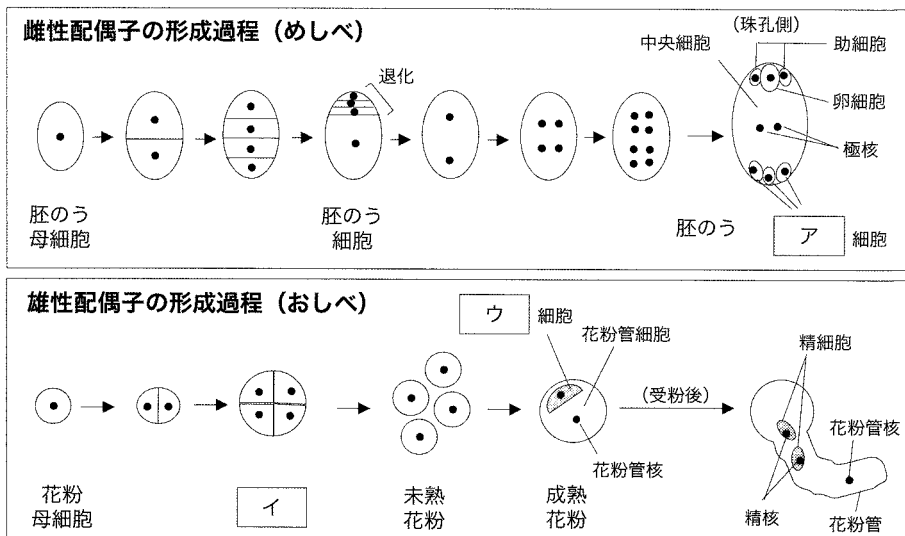 雌性配偶子の形成過程（めしべ）
（珠孔側）
中央細胞
助細胞
退化
卵細胞
極核
胚のう
母細胞
胚のう
細胞
胚のう
ア 細胞
雄性配偶子の形成過程（おしべ）
ウ 細胞
花粉管細胞
精細胞
（受粉後）
花粉管核
花粉管核
花粉
母細胞
イ
未熟
花粉
成熟
花粉
精核
花粉管